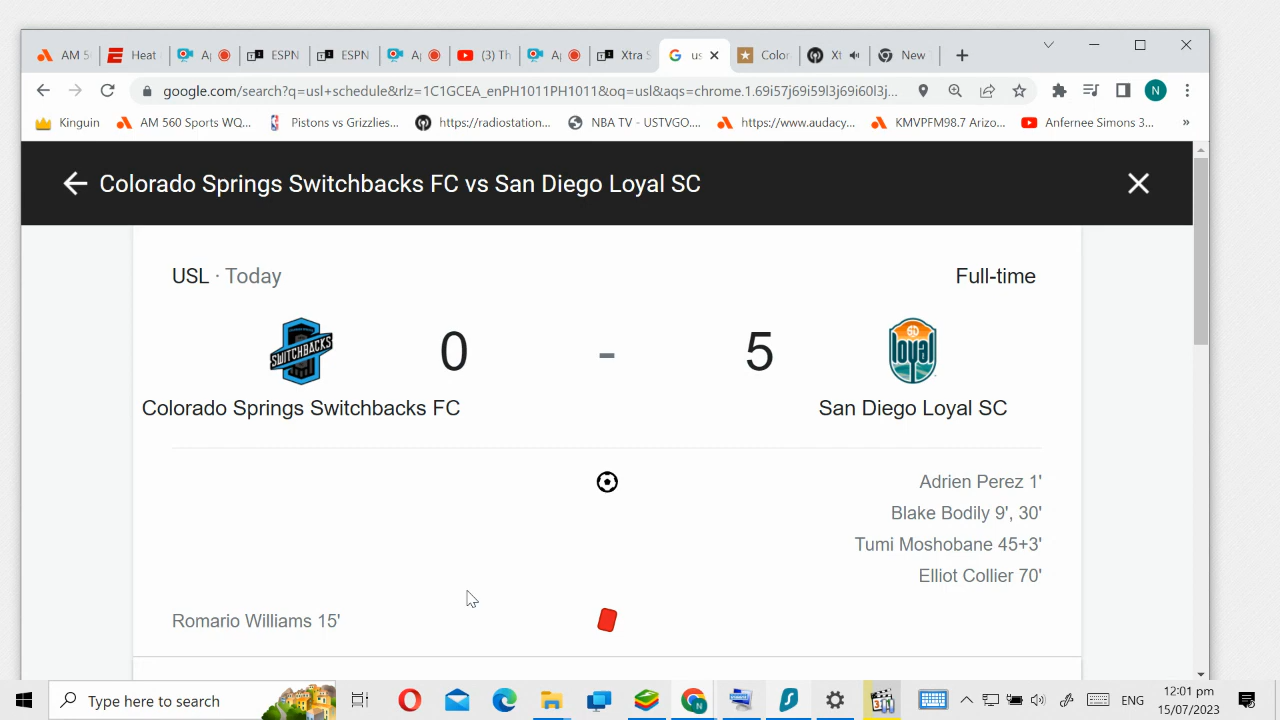 AM 5
Heat
Ap
ESPN
ESPN
Ap
(3) Th
Ap
Xtra S
us
Color
Xt
New
google.com/search?q=usl+schedule&rlz=1C1GCEA_enPH1011PH1011&oq=usl&aqs=chrome.1.69i57j69i59l3j69i60l3j...
N
Kinguin
AM 560 Sports WQ...
Pistons vs Grizzlies...
https://radiostation...
NBA TV - USTVGO....
https://www.audacy...
KMVPFM98.7 Arizo...
Anfernee Simons 3...
»
Colorado Springs Switchbacks FC vs San Diego Loyal SC
USL · Today
Full-time
SWITCHBACKS
0 - 5
SD
loyal
Colorado Springs Switchbacks FC
San Diego Loyal SC
Adrien Perez 1'
Blake Bodily 9', 30'
Tumi Moshobane 45+3'
Elliot Collier 70'
Romario Williams 15'
Type here to search
N
ENG
12:01 pm
15/07/2023